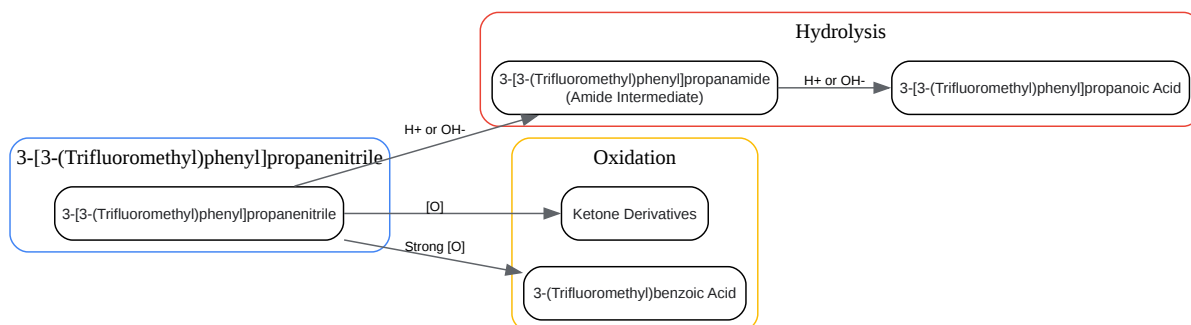 Hydrolysis
3-[3-(Trifluoromethyl)phenyl]propanamide
(Amide Intermediate)
H+ or OH-
3-[3-(Trifluoromethyl)phenyl]propanoic Acid
H+ or OH-
3-[3-(Trifluoromethyl)phenyl]propanenitrile
Oxidation
3-[3-(Trifluoromethyl)phenyl]propanenitrile
[O]
Ketone Derivatives
Strong [O]
3-(Trifluoromethyl)benzoic Acid